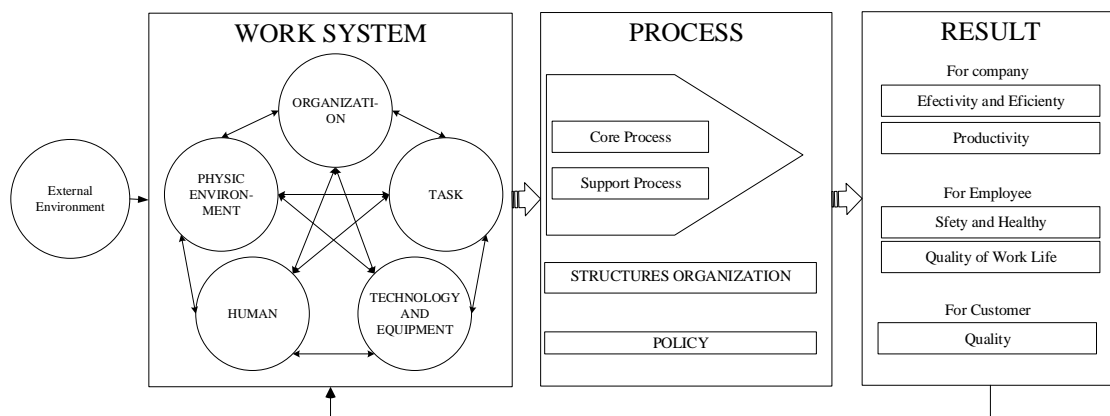 WORK SYSTEM
PROCESS
RESULT
External
Environment
ORGANIZATI-
ON
PHYSIC
ENVIRON-
MENT
TASK
HUMAN
TECHNOLOGY
AND
EQUIPMENT
Core Process
Support Process
STRUCTURES ORGANIZATION
POLICY
For company
Efectivity and Eficienty
Productivity
For Employee
Sfety and Healthy
Quality of Work Life
For Customer
Quality